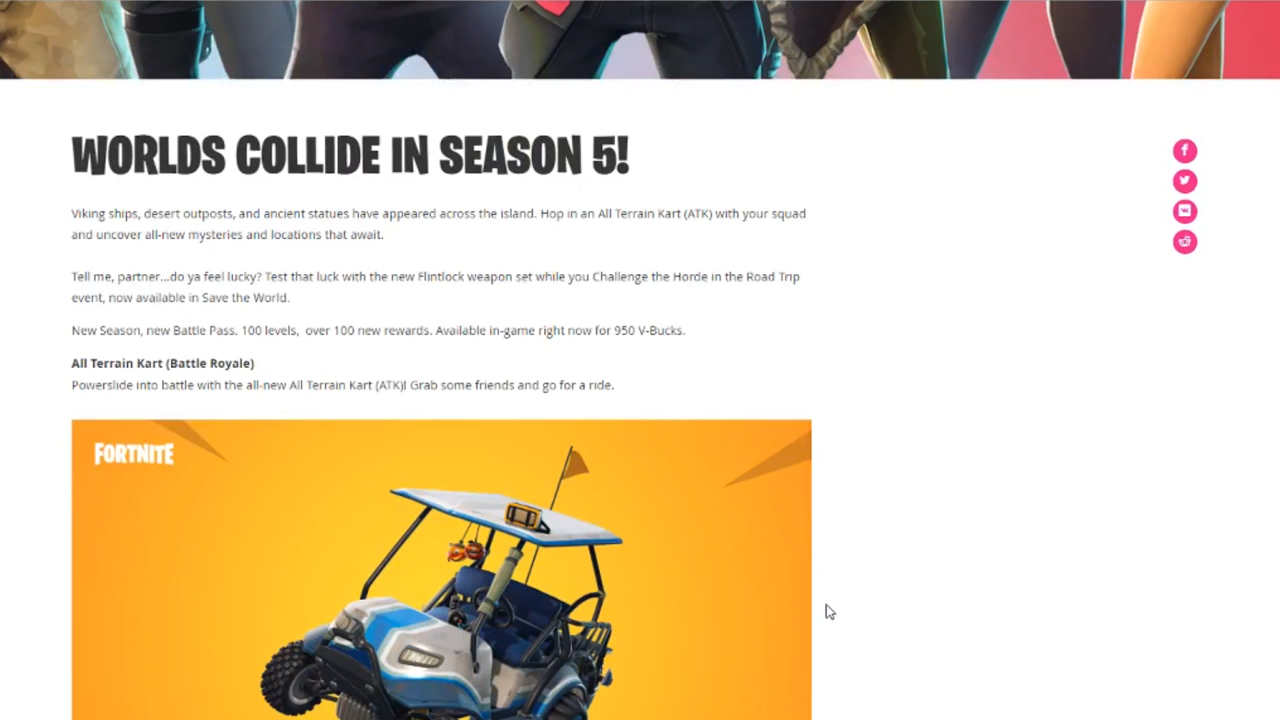 WORLDS COLLIDE IN SEASON 5!
Viking ships, desert outposts, and ancient statues have appeared across the island. Hop in an All Terrain Kart (ATK) with your squad
and uncover all-new mysteries and locations that await.
Tell me, partner...do ya feel lucky? Test that luck with the new Flintlock weapon set while you Challenge the Horde in the Road Trip
event, now available in Save the World.
New Season, new Battle Pass. 100 levels, over 100 new rewards. Available in-game right now for 950 V-Bucks.
All Terrain Kart (Battle Royale)
Powerslide into battle with the all-new All Terrain Kart (ATK)! Grab some friends and go for a ride.
FORTNITE